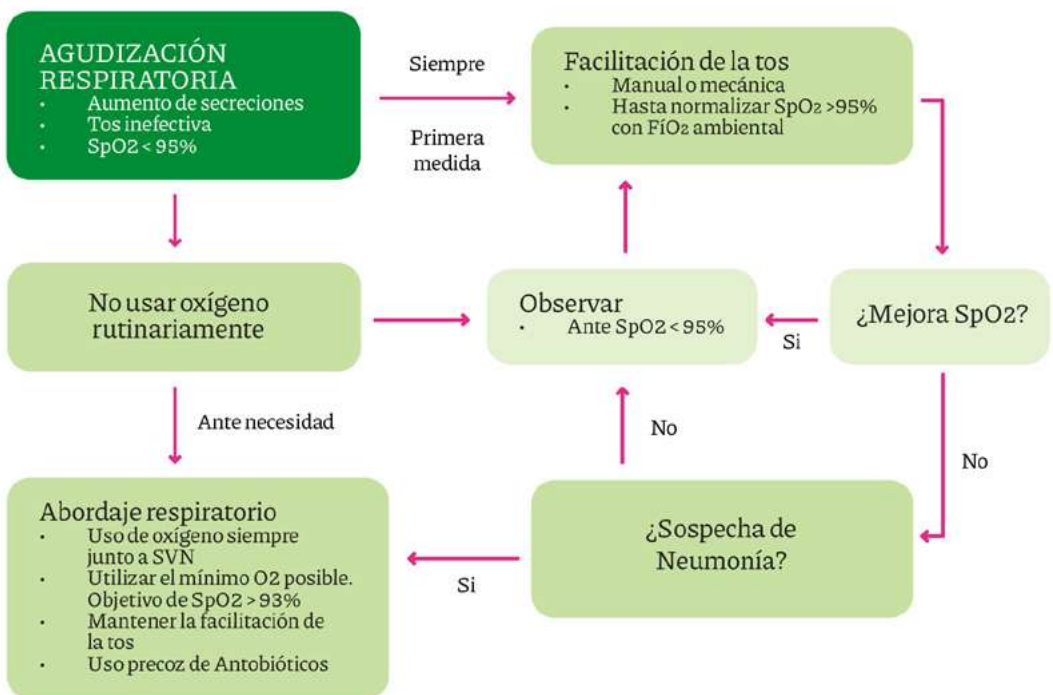 AGUDIZACIÓN
RESPIRATORIA
• Aumento de secreciones
• Tos inefectiva
• SpO2 < 95%
Siempre
Primera
medida
Facilitación de la tos
• Manual o mecánica
• Hasta normalizar SpO₂ >95%
con FíO₂ ambiental
No usar oxígeno
rutinariamente
Observar
• Ante SpO2 < 95%
Si
¿Mejora SpO2?
Ante necesidad
No
No
Abordaje respiratorio
• Uso de oxígeno siempre
junto a SVN
• Utilizar el mínimo O2 posible.
Objetivo de SpO2 > 93%
• Mantener la facilitación de
la tos
• Uso precoz de Antobióticos
Si
¿Sospecha de
Neumonía?